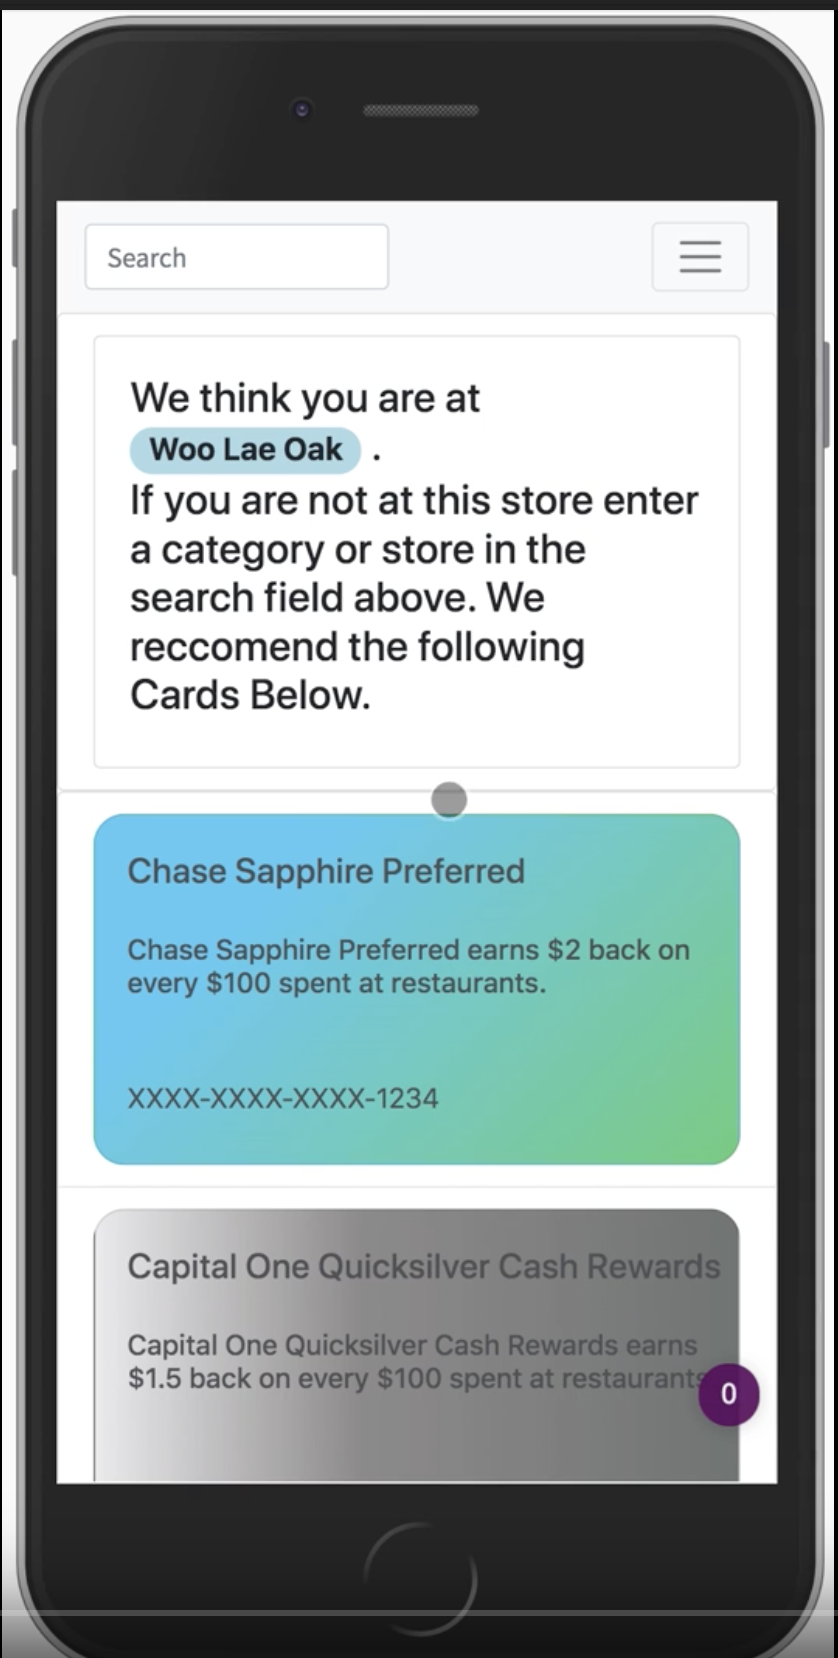 Search
We think you are at
Woo Lae Oak .
If you are not at this store enter
a category or store in the
search field above. We
reccomend the following
Cards Below.
Chase Sapphire Preferred
Chase Sapphire Preferred earns $2 back on
every $100 spent at restaurants.
XXXX-XXXX-XXXX-1234
Capital One Quicksilver Cash Rewards
Capital One Quicksilver Cash Rewards earns
$1.5 back on every $100 spent at restaurants
0